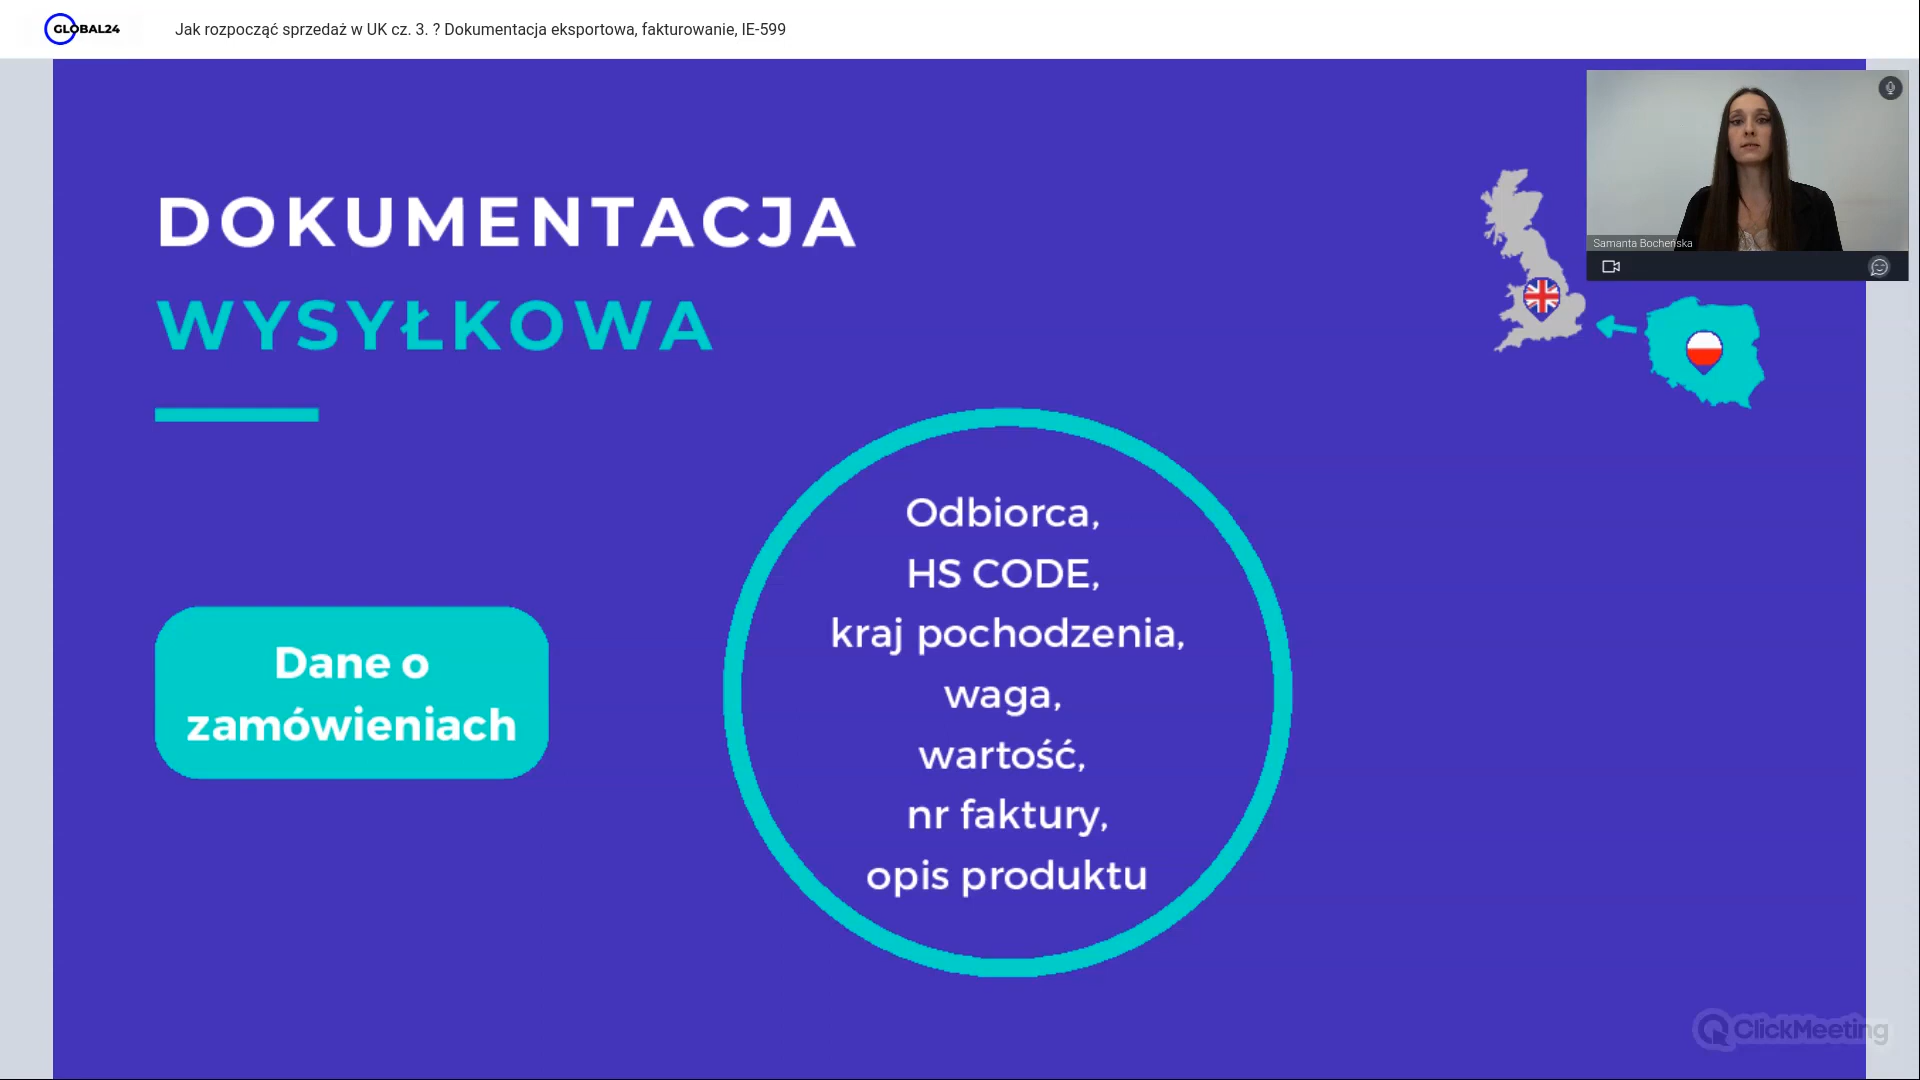 GLOBAL24
Jak rozpocząć sprzedaż w UK cz. 3. ? Dokumentacja eksportowa, fakturowanie, IE-599
Samanta Bocheńska
DOKUMENTACJA
WYSYŁKOWA
Dane o
zamówieniach
Odbiorca,
HS CODE,
kraj pochodzenia,
waga,
wartość,
nr faktury,
opis produktu
ClickMeeting